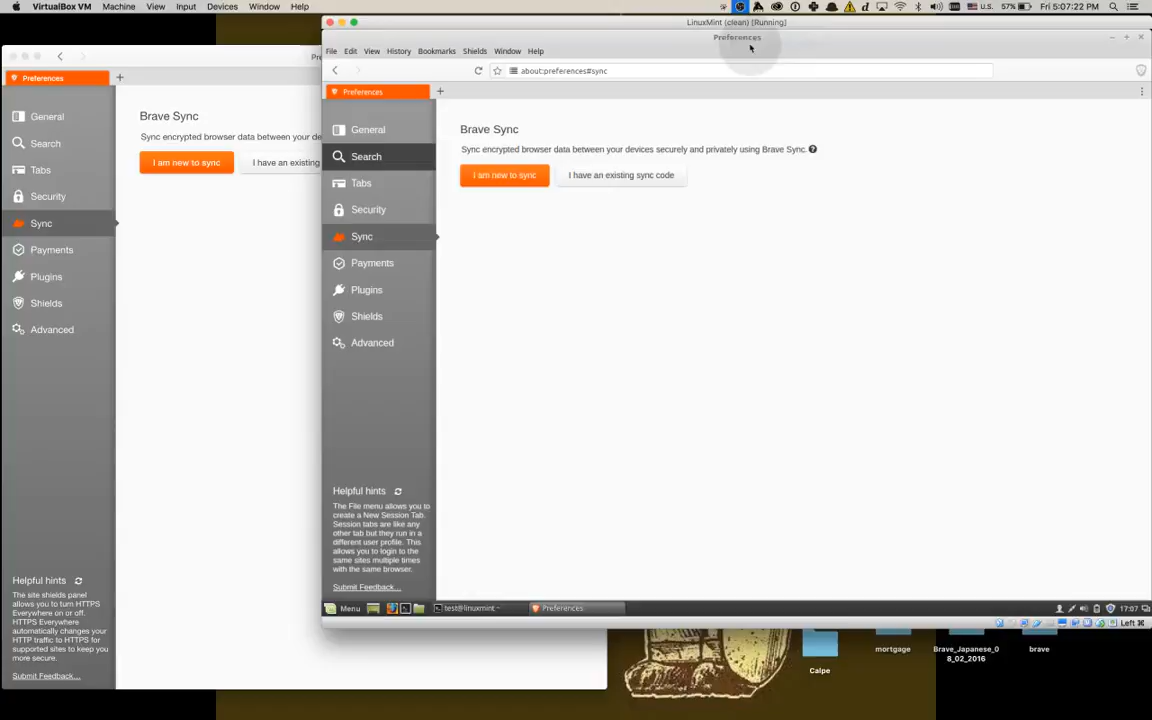 VirtualBox VM Machine View Input Devices Window Help
U.S. 57% Fri 5:07:22 PM
LinuxMint (clean) [Running]
Preferences
File Edit View History Bookmarks Shields Window Help
about:preferences#sync
Preferences
General
Search
Tabs
Security
Sync
Payments
Plugins
Shields
Advanced
Brave Sync
Sync encrypted browser data between your devices securely and privately using Brave Sync.
I am new to sync I have an existing sync code
Helpful hints
The File menu allows you to
create a New Session Tab.
Session tabs are like any
other tab but they run in a
different user profile. This
allows you to login to the
same sites multiple times
with the same browser.
Submit Feedback...
Menu test@linuxmint ~ Preferences 17:07
Left ⌘
Pre
Preferences
General
Search
Tabs
Security
Sync
Payments
Plugins
Shields
Advanced
Brave Sync
Sync encrypted browser data between your de
I am new to sync I have an existing
Helpful hints
The site shields panel
allows you to turn HTTPS
Everywhere on or off.
HTTPS Everywhere
automatically changes your
HTTP traffic to HTTPS for
supported sites to keep you
more secure.
Submit Feedback...
Calpe
mortgage
Brave_Japanese_0
8_02_2016
brave